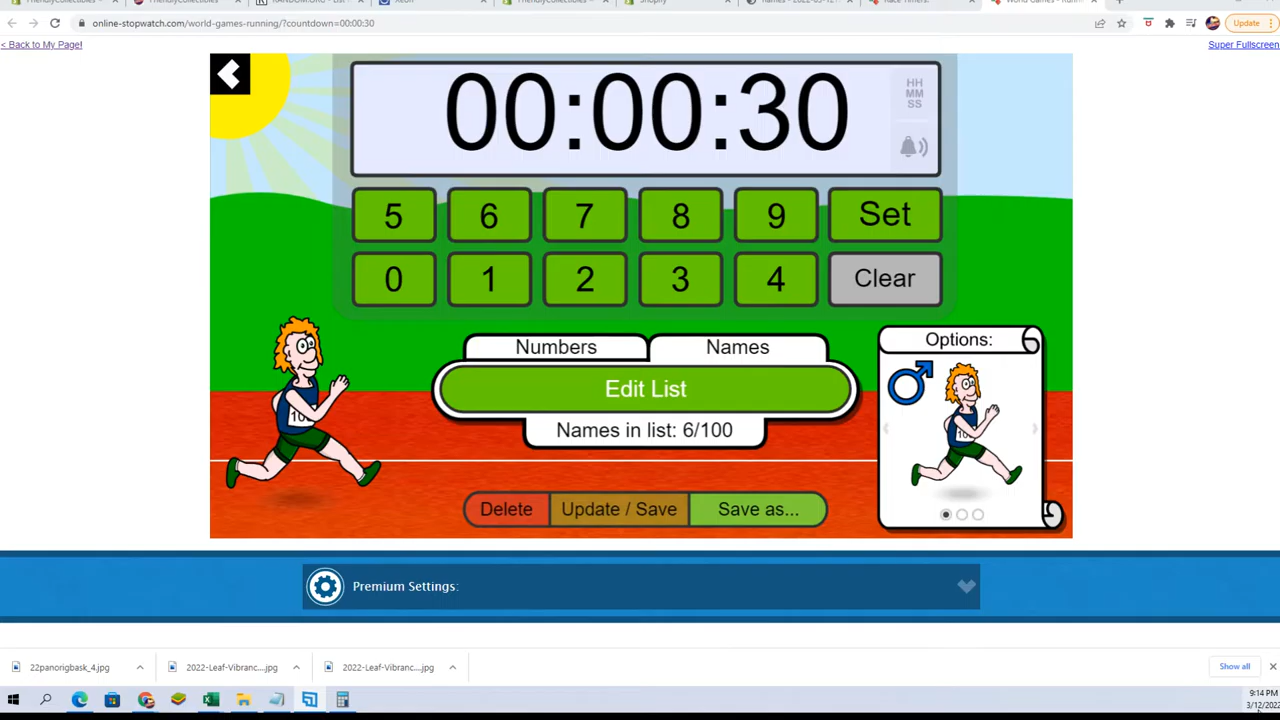 online-stopwatch.com/world-games-running/?countdown=00:00:30
Update
< Back to My Page!
Super Fullscreen
00:00:30
HH
MM
SS
5 6 7 8 9 Set
0 1 2 3 4 Clear
Numbers Names
Edit List
Names in list: 6/100
Options:
Delete Update / Save Save as...
Premium Settings:
22panorigbask_4.jpg
2022-Leaf-Vibranc....jpg
2022-Leaf-Vibranc....jpg
Show all
9:14 PM
3/12/2022